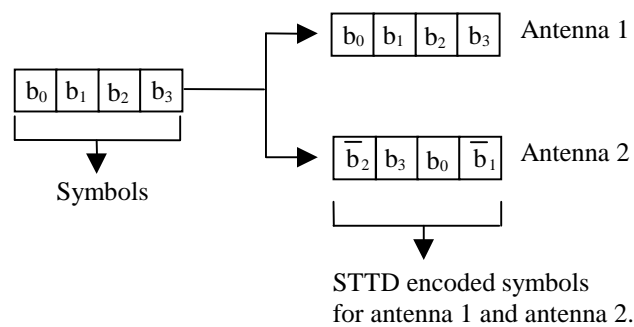 b₀ b₁ b₂ b₃ Antenna 1
b₀ b₁ b₂ b₃
b̅₂ b₃ b₀ b̅₁ Antenna 2
Symbols
STTD encoded symbols
for antenna 1 and antenna 2.